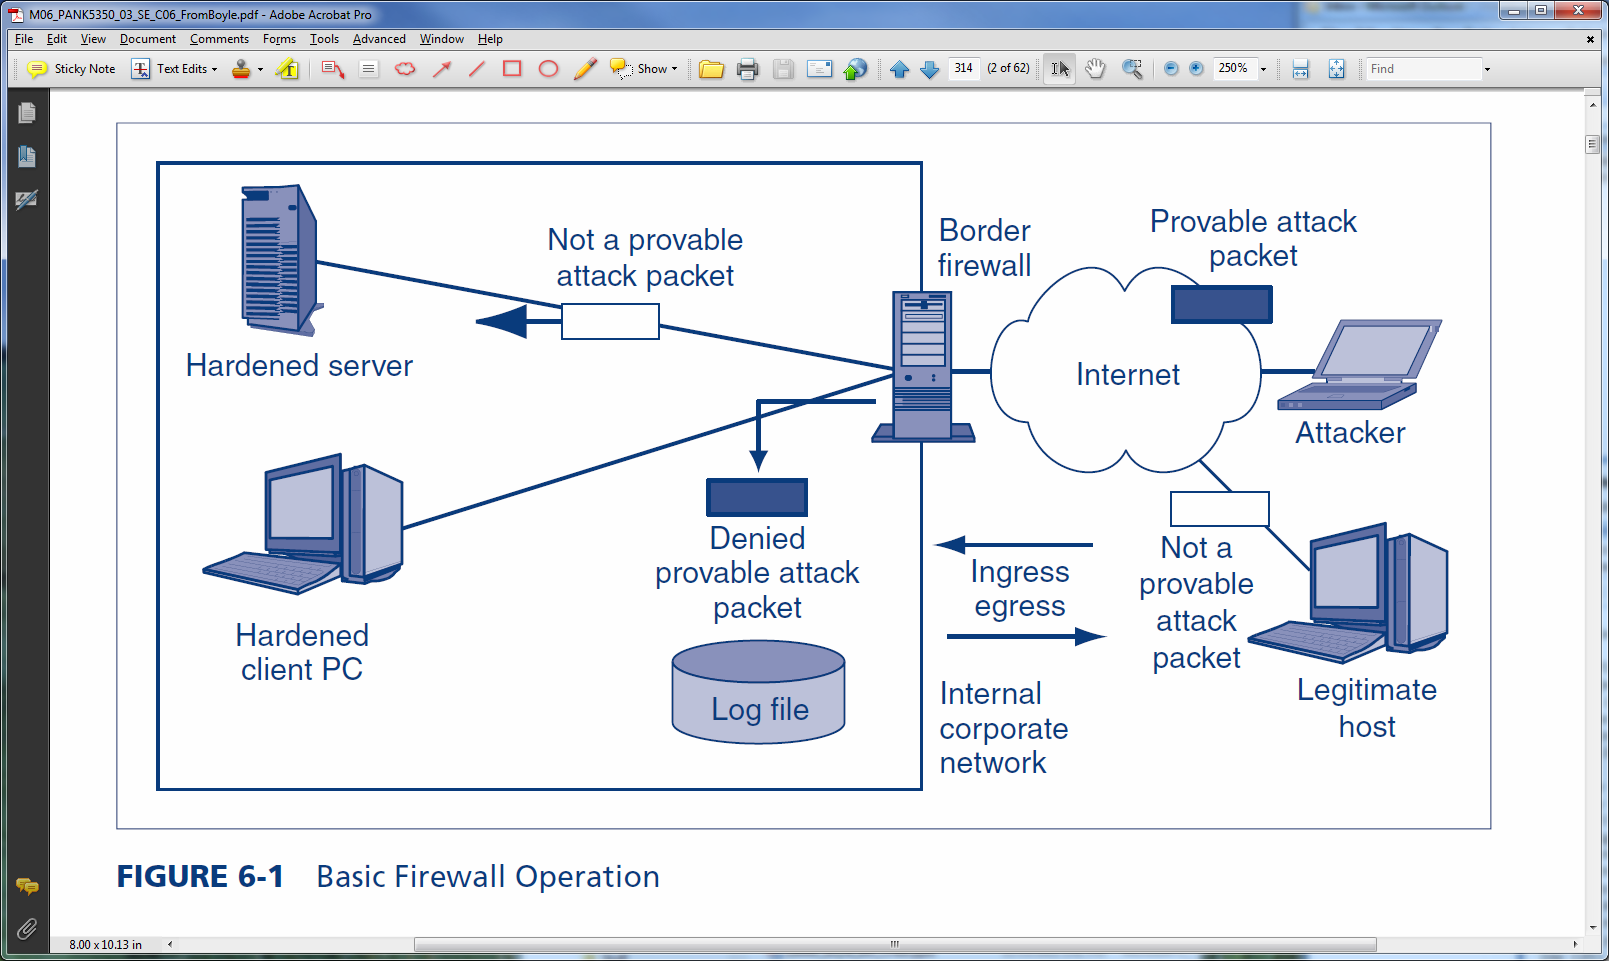 M06_PANK5350_03_SE_C06_FromBoyle.pdf - Adobe Acrobat Pro
File Edit View Document Comments Forms Tools Advanced Window Help
Sticky Note Text Edits Show 314 (2 of 62) 250% Find
Provable attack
packet
Border
firewall
Not a provable
attack packet
Hardened server
Internet
Attacker
Denied
provable attack
packet
Ingress
egress
Not a
provable
attack
packet
Hardened
client PC
Log file
Internal
corporate
network
Legitimate
host
FIGURE 6-1 Basic Firewall Operation
8.00 x 10.13 in